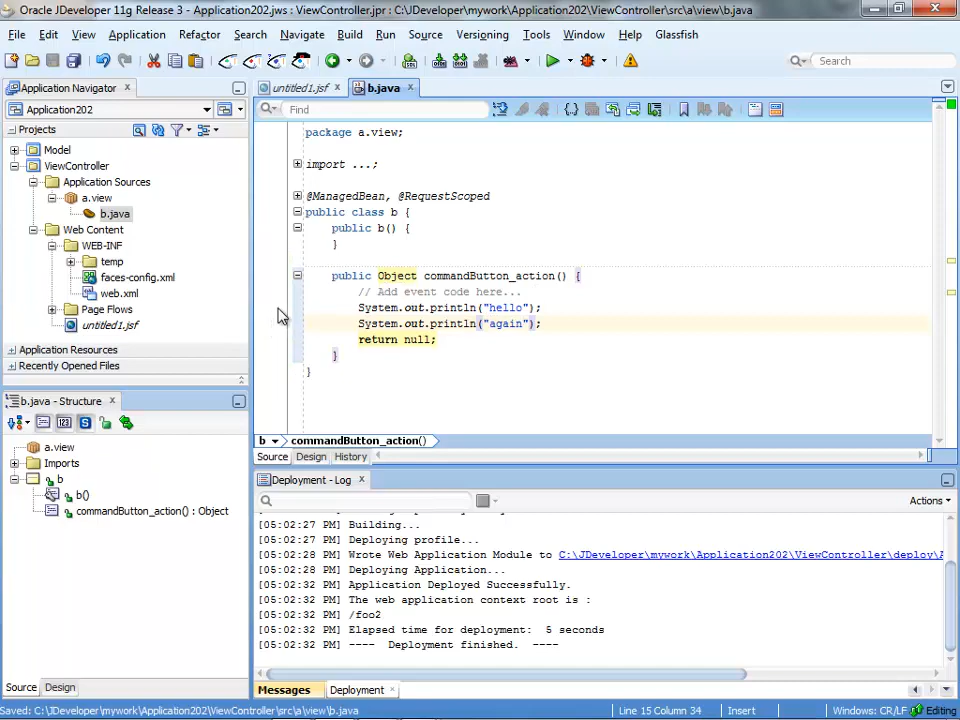 Oracle JDeveloper 11g Release 3 - Application202.jws : ViewController.jpr : C:\JDeveloper\mywork\Application202\ViewController\src\a\view\b.java
File Edit View Application Refactor Search Navigate Build Run Source Versioning Tools Window Help Glassfish
Search
Application Navigator
Application202
Projects
Model
ViewController
Application Sources
a.view
b.java
Web Content
WEB-INF
temp
faces-config.xml
web.xml
Page Flows
untitled1.jsf
Application Resources
Recently Opened Files
b.java - Structure
a.view
Imports
b
b()
commandButton_action() : Object
Source Design
untitled1.jsf b.java
Find
package a.view;
import ...;
@ManagedBean, @RequestScoped
public class b {
public b() {
}
public Object commandButton_action() {
// Add event code here...
System.out.println("hello");
System.out.println("again");
return null;
}
}
b commandButton_action()
Source Design History
Deployment - Log
Actions
[05:02:27 PM] Building...
[05:02:27 PM] Deploying profile...
[05:02:28 PM] Wrote Web Application Module to C:\JDeveloper\mywork\Application202\ViewController\deploy\
[05:02:28 PM] Deploying Application...
[05:02:32 PM] Application Deployed Successfully.
[05:02:32 PM] The web application context root is :
[05:02:32 PM] /foo2
[05:02:32 PM] Elapsed time for deployment: 5 seconds
[05:02:32 PM] ---- Deployment finished. ----
Messages Deployment
Saved: C:\JDeveloper\mywork\Application202\ViewController\src\a\view\b.java
Line 15 Column 34 Insert Windows: CR/LF Editing